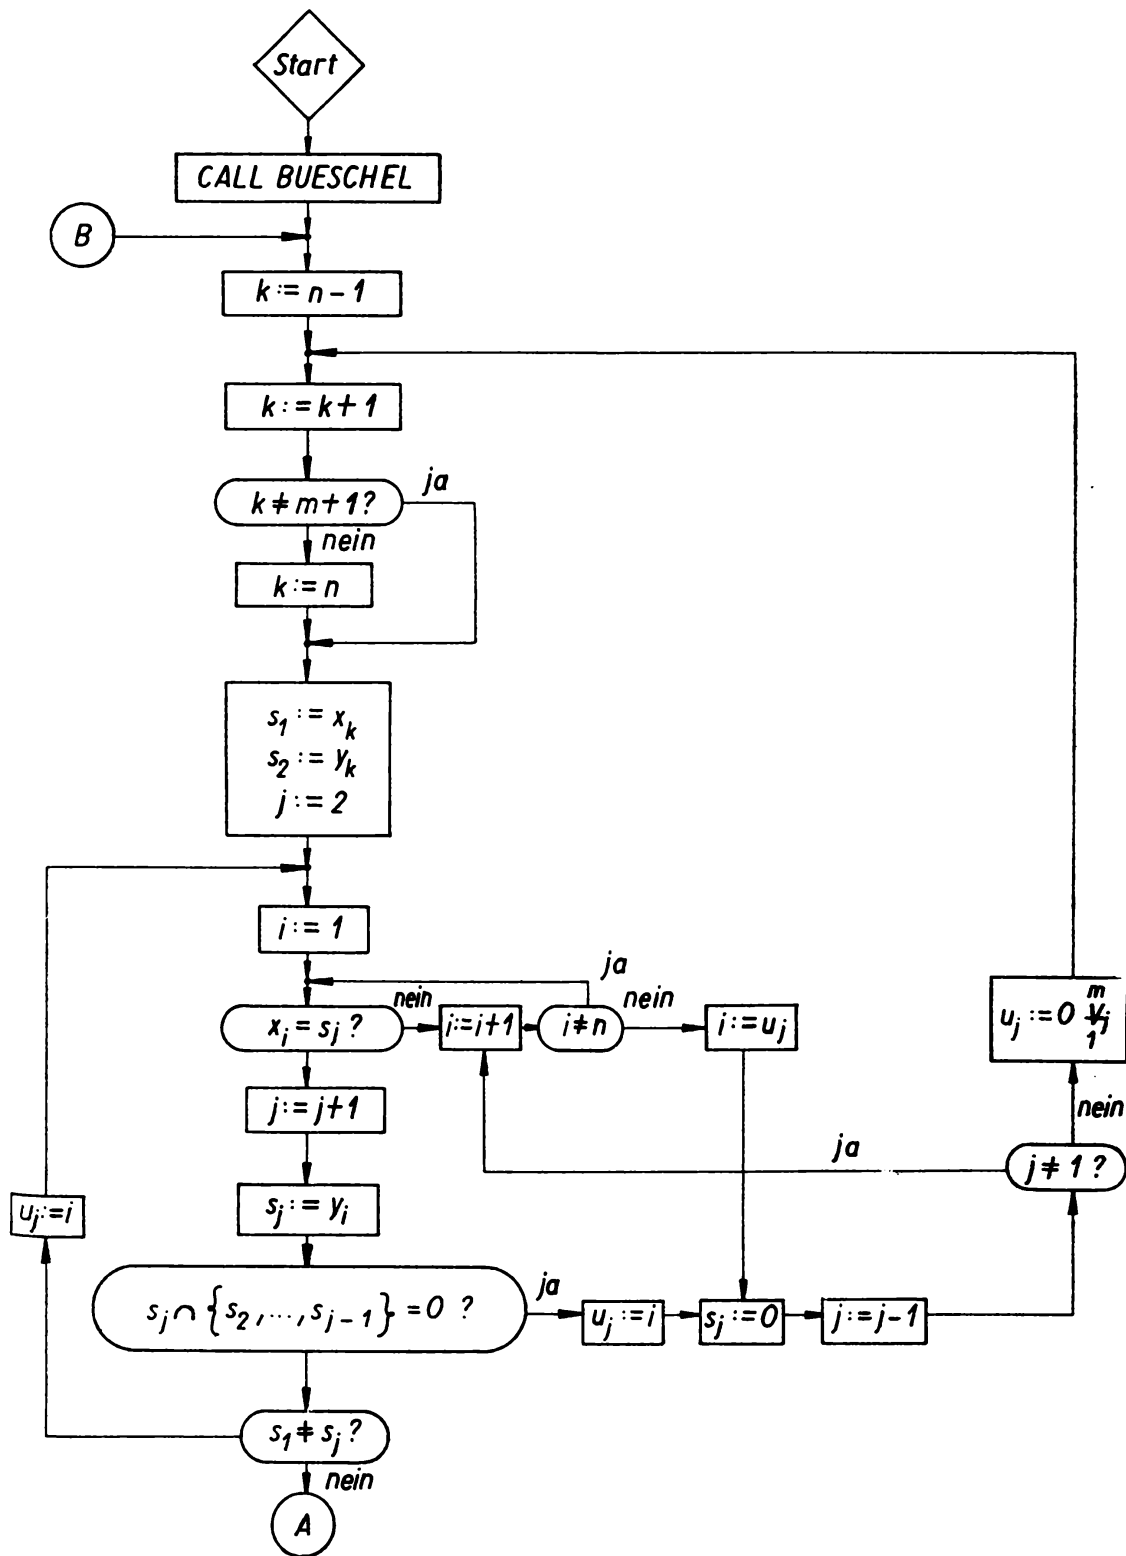 Start
CALL BUESCHEL
B
k := n - 1
k := k + 1
k ≠ m + 1?
ja
nein
k := n
s₁ := xₖ
s₂ := yₖ
j := 2
i := 1
ja
xᵢ = sⱼ ?
nein
i := i+1
i ≠ n
nein
i := uⱼ
uⱼ := 0 ∀j
m
1
j := j+1
nein
ja
j ≠ 1 ?
uⱼ := i
sⱼ := yᵢ
sⱼ ∩ {s₂, ..., sⱼ₋₁} = 0 ?
ja
uⱼ := i
sⱼ := 0
j := j-1
s₁ ≠ sⱼ ?
nein
A